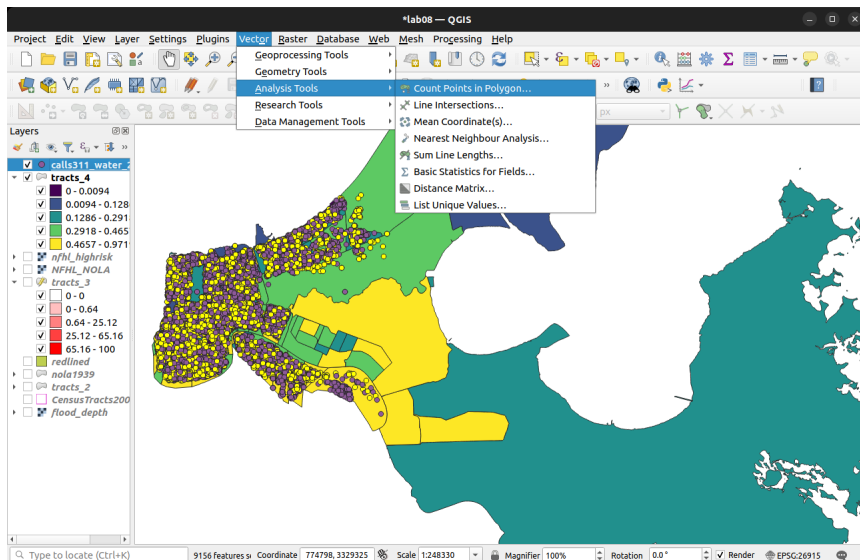 *lab08 — QGIS
Project Edit View Layer Settings Plugins Vector Raster Database Web Mesh Processing Help
Geoprocessing Tools
Geometry Tools
Analysis Tools
Research Tools
Data Management Tools
Count Points in Polygon...
Line Intersections...
Mean Coordinate(s)...
Nearest Neighbour Analysis...
Sum Line Lengths...
Basic Statistics for Fields...
Distance Matrix...
List Unique Values...
px
Layers
calls311_water_2
tracts_4
0 - 0.0094
0.0094 - 0.128
0.1286 - 0.291
0.2918 - 0.465
0.4657 - 0.971
nfhl_highrisk
NFHL_NOLA
tracts_3
0 - 0
0 - 0.64
0.64 - 25.12
25.12 - 65.16
65.16 - 100
redlined
nola1939
tracts_2
CensusTracts200
flood_depth
Type to locate (Ctrl+K) 9156 features se Coordinate 774798, 3329325 Scale 1:248330 Magnifier 100% Rotation 0.0° Render EPSG:26915